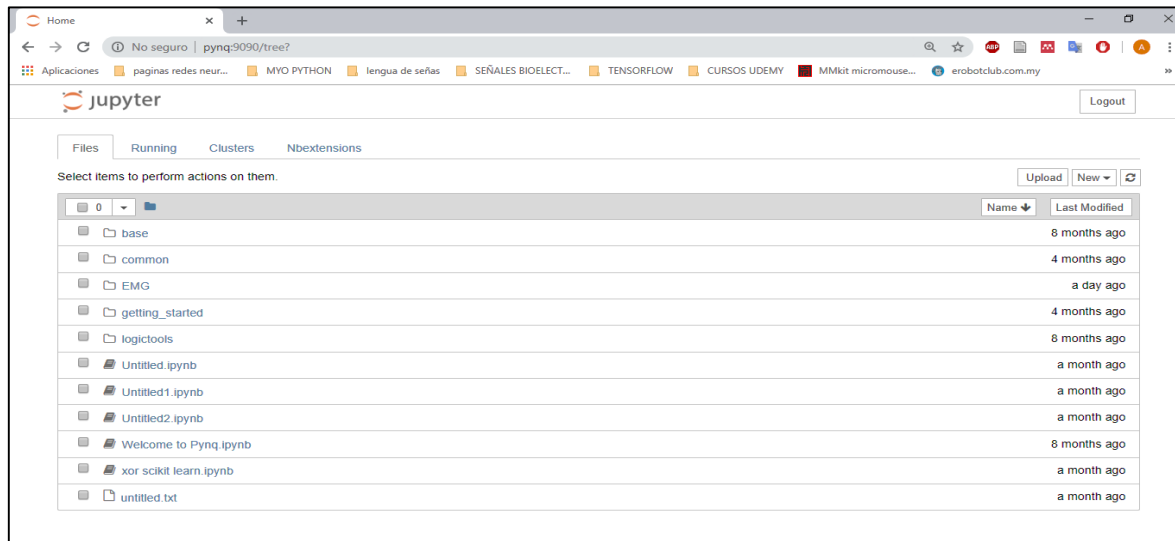 Home
No seguro | pynq:9090/tree?
ABP
A
Aplicaciones paginas redes neur... MYO PYTHON lengua de señas SEÑALES BIOELECT... TENSORFLOW CURSOS UDEMY MMkit micromouse... erobotclub.com.my »
jupyter Logout
Files Running Clusters Nbextensions
Select items to perform actions on them. Upload New
0 Name Last Modified
base 8 months ago
common 4 months ago
EMG a day ago
getting_started 4 months ago
logictools 8 months ago
Untitled.ipynb a month ago
Untitled1.ipynb a month ago
Untitled2.ipynb a month ago
Welcome to Pynq.ipynb 8 months ago
xor scikit learn.ipynb a month ago
untitled.txt a month ago